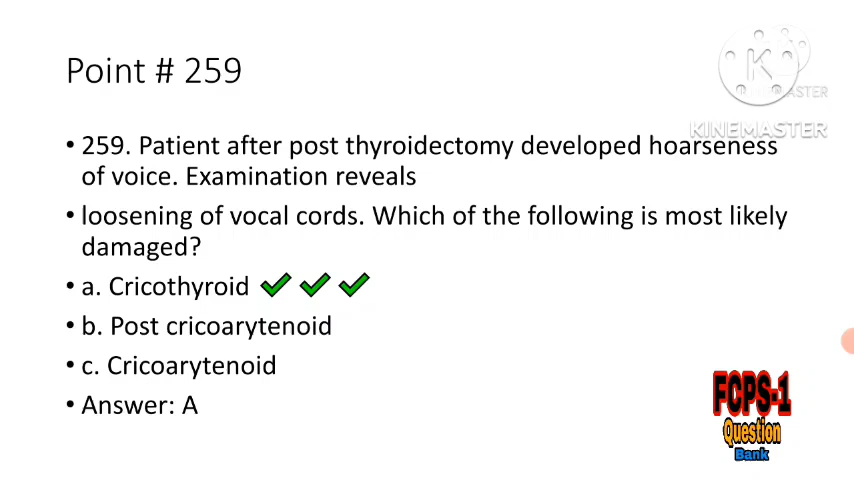 Point # 259
K
MASTER
KINEMASTER
• 259. Patient after post thyroidectomy developed hoarseness
of voice. Examination reveals
• loosening of vocal cords. Which of the following is most likely
damaged?
• a. Cricothyroid ✔✔✔
• b. Post cricoarytenoid
• c. Cricoarytenoid
• Answer: A
FCPS-1
Question
Bank